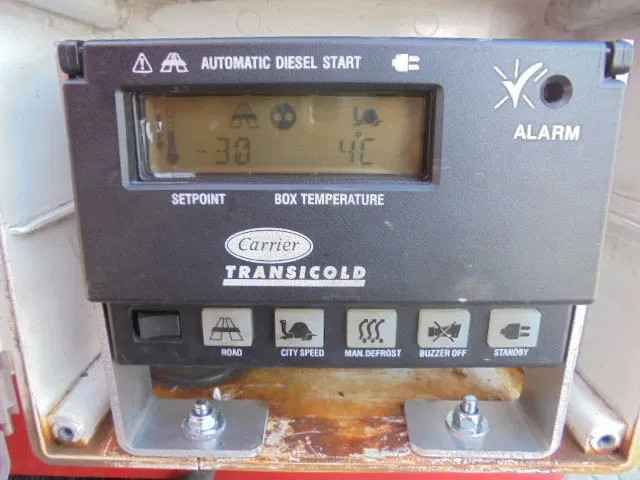 AUTOMATIC DIESEL START
ALARM
-30 4°C
SETPOINT BOX TEMPERATURE
Carrier
TRANSICOLD
ROAD CITY SPEED MAN.DEFROST BUZZER OFF STANDBY